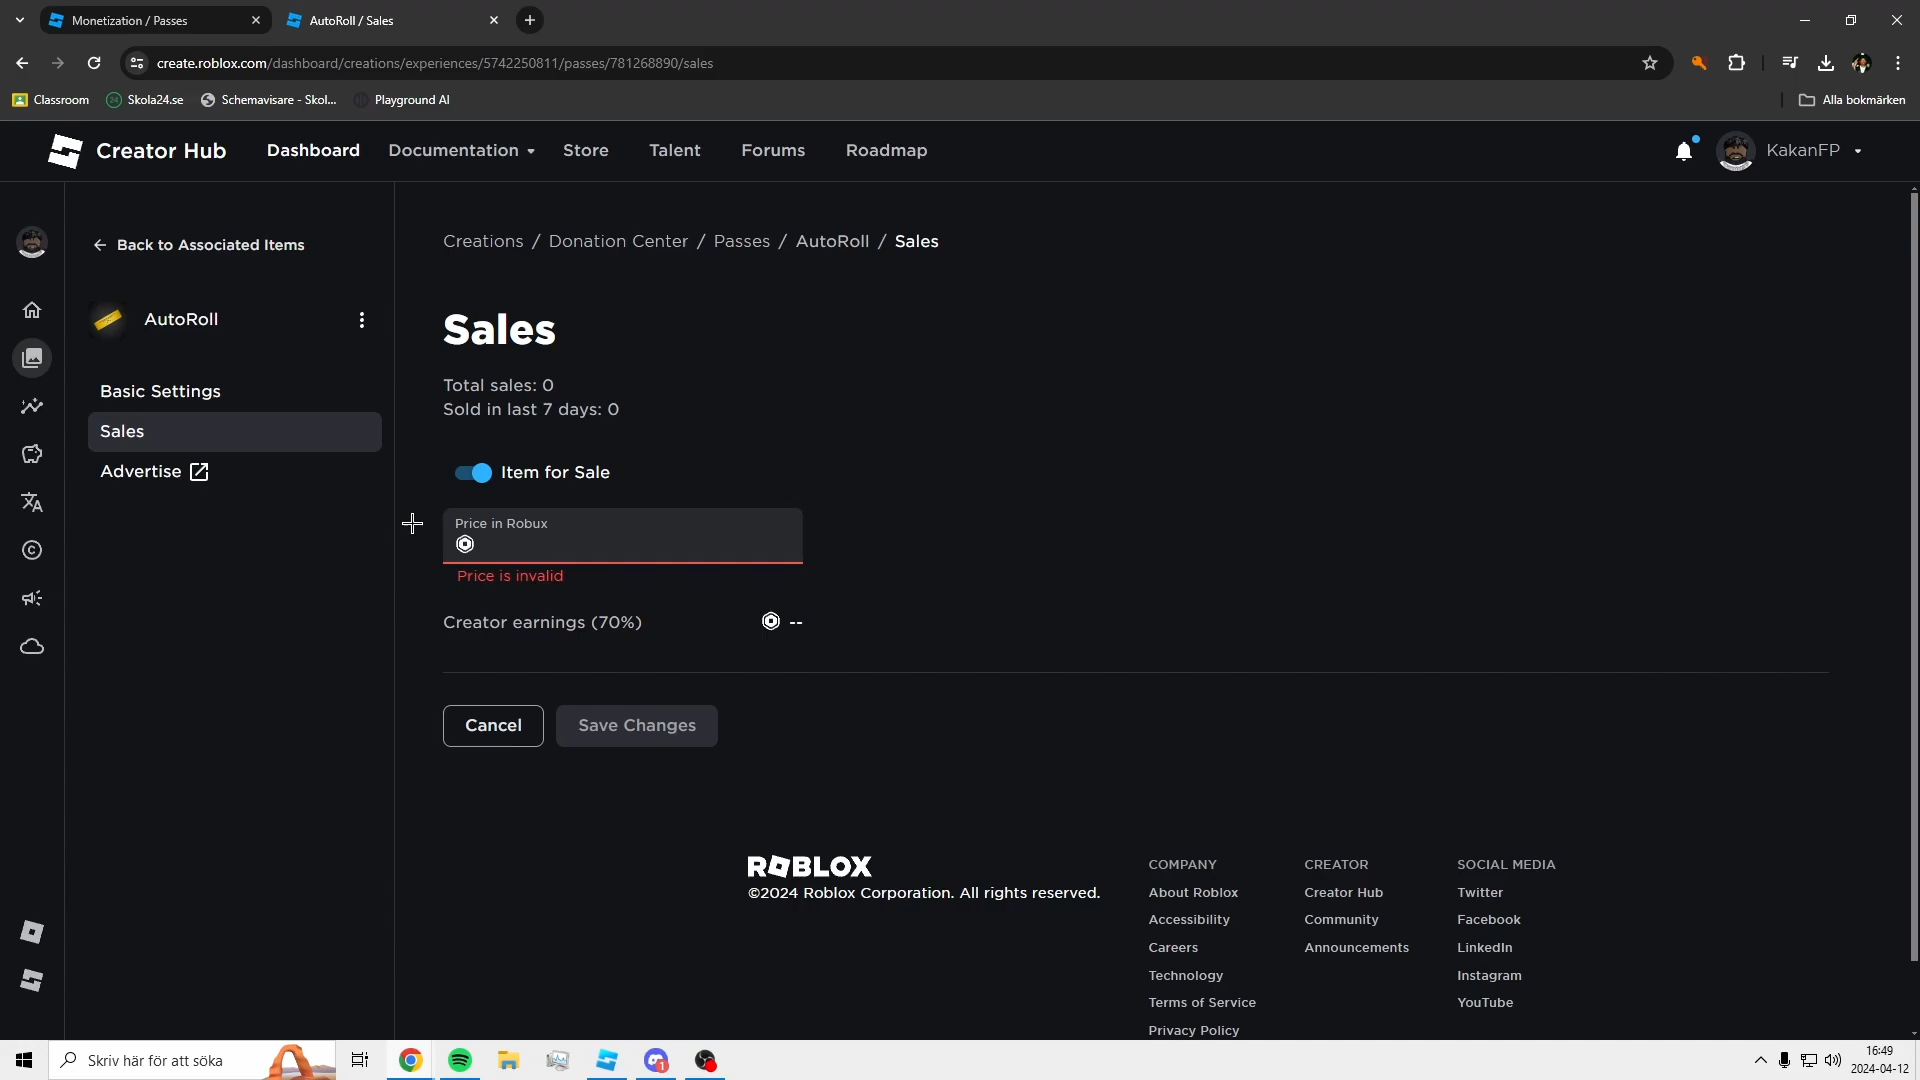 Monetization / Passes
AutoRoll / Sales
create.roblox.com/dashboard/creations/experiences/5742250811/passes/781268890/sales
Classroom
24
Skola24.se
Schemavisare - Skol...
Playground AI
Alla bokmärken
Creator Hub
Dashboard
Documentation
Store
Talent
Forums
Roadmap
KakanFP
Back to Associated Items
AutoRoll
Basic Settings
Sales
Advertise
Creations / Donation Center / Passes / AutoRoll / Sales
Sales
Total sales: 0
Sold in last 7 days: 0
Item for Sale
Price in Robux
Price is invalid
Creator earnings (70%)
--
Cancel
Save Changes
ROBLOX
©2024 Roblox Corporation. All rights reserved.
COMPANY
About Roblox
Accessibility
Careers
Technology
Terms of Service
Privacy Policy
CREATOR
Creator Hub
Community
Announcements
SOCIAL MEDIA
Twitter
Facebook
LinkedIn
Instagram
YouTube
Skriv här för att söka
1
16:49
2024-04-12